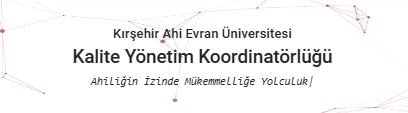 Kırşehir Ahi Evran Üniversitesi
Kalite Yönetim Koordinatörlüğü
Ahiliğin İzinde Mükemmelliğe Yolculuk|